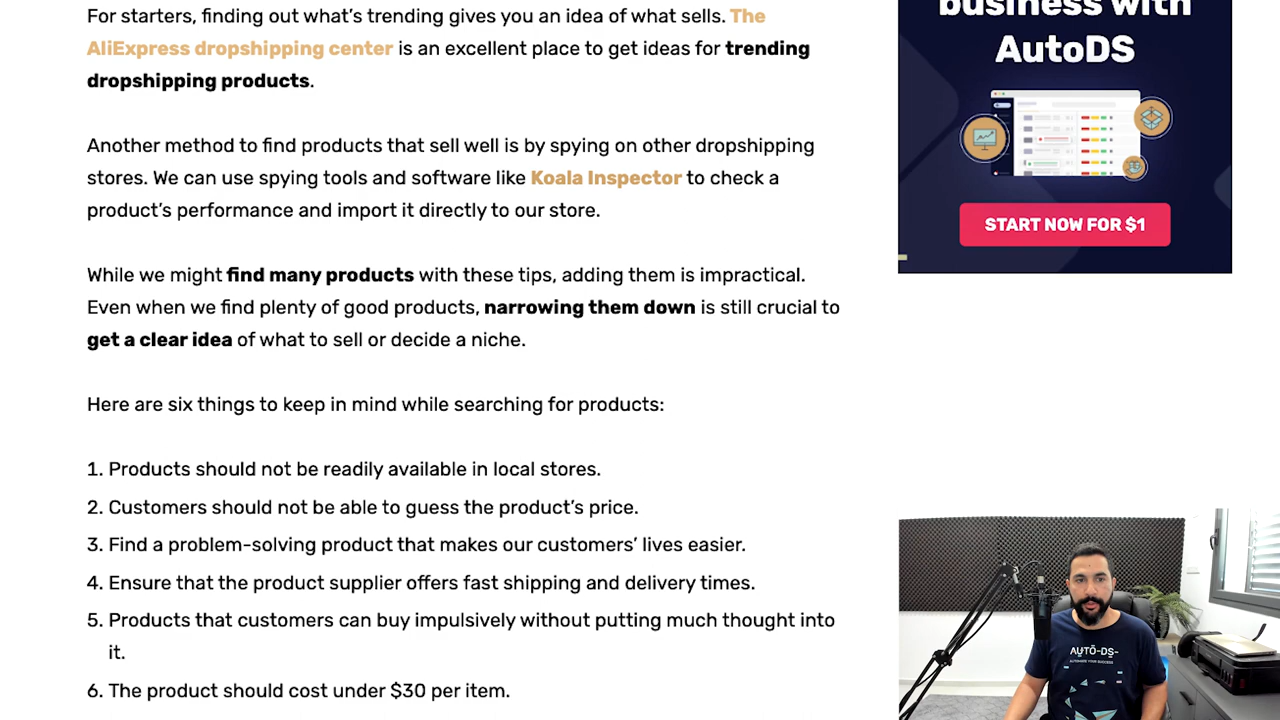 For starters, finding out what’s trending gives you an idea of what sells. The
AliExpress dropshipping center is an excellent place to get ideas for trending
dropshipping products.
Another method to find products that sell well is by spying on other dropshipping
stores. We can use spying tools and software like Koala Inspector to check a
product’s performance and import it directly to our store.
While we might find many products with these tips, adding them is impractical.
Even when we find plenty of good products, narrowing them down is still crucial to
get a clear idea of what to sell or decide a niche.
Here are six things to keep in mind while searching for products:
1. Products should not be readily available in local stores.
2. Customers should not be able to guess the product’s price.
3. Find a problem-solving product that makes our customers’ lives easier.
4. Ensure that the product supplier offers fast shipping and delivery times.
5. Products that customers can buy impulsively without putting much thought into
it.
6. The product should cost under $30 per item.
business with
AutoDS
START NOW FOR $1
AUTO-DS
AUTOMATE YOUR SUCCESS